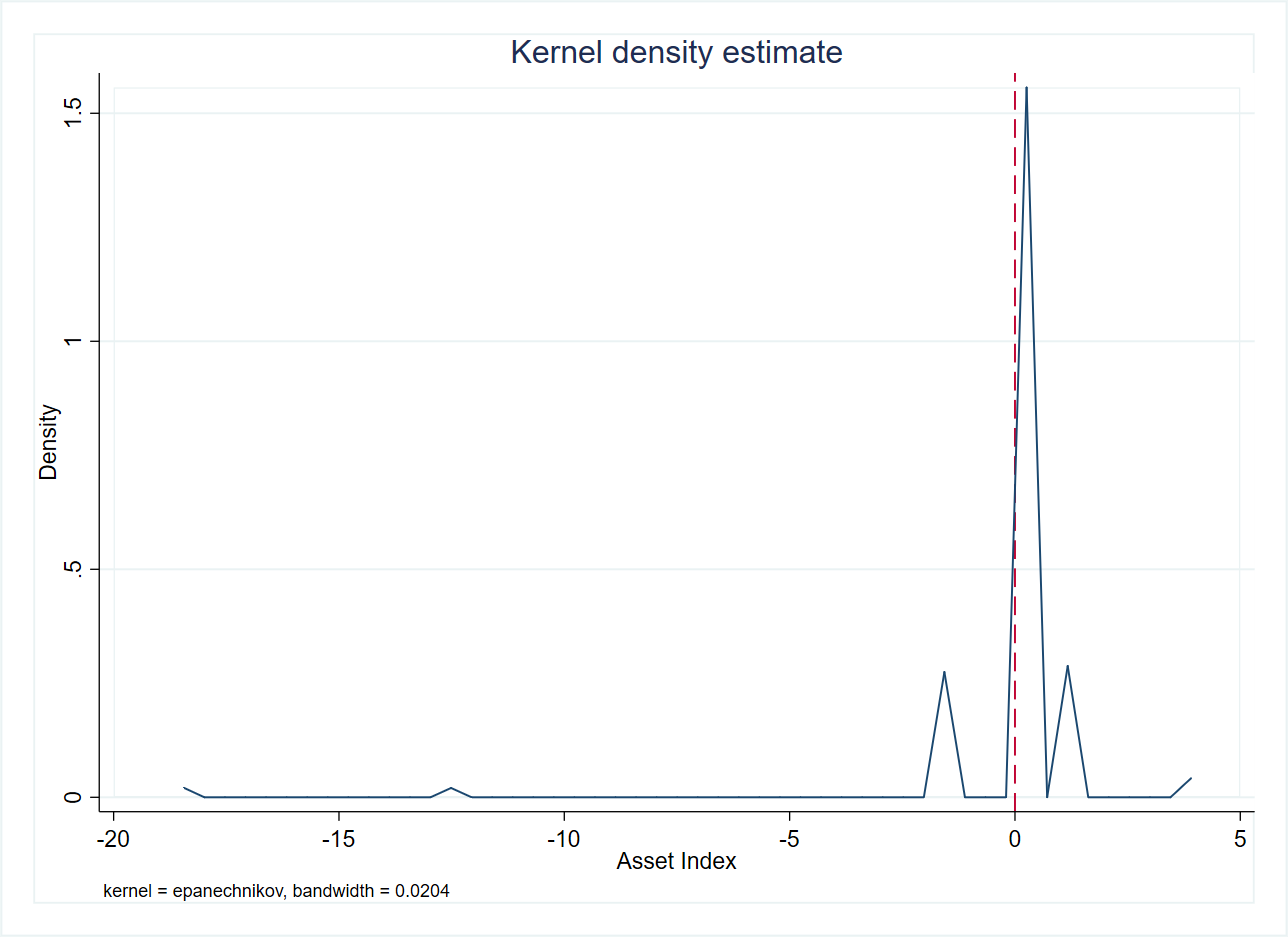 Kernel density estimate
1.5
1
.5
0
Density
-20 -15 -10 -5 0 5
Asset Index
kernel = epanechnikov, bandwidth = 0.0204